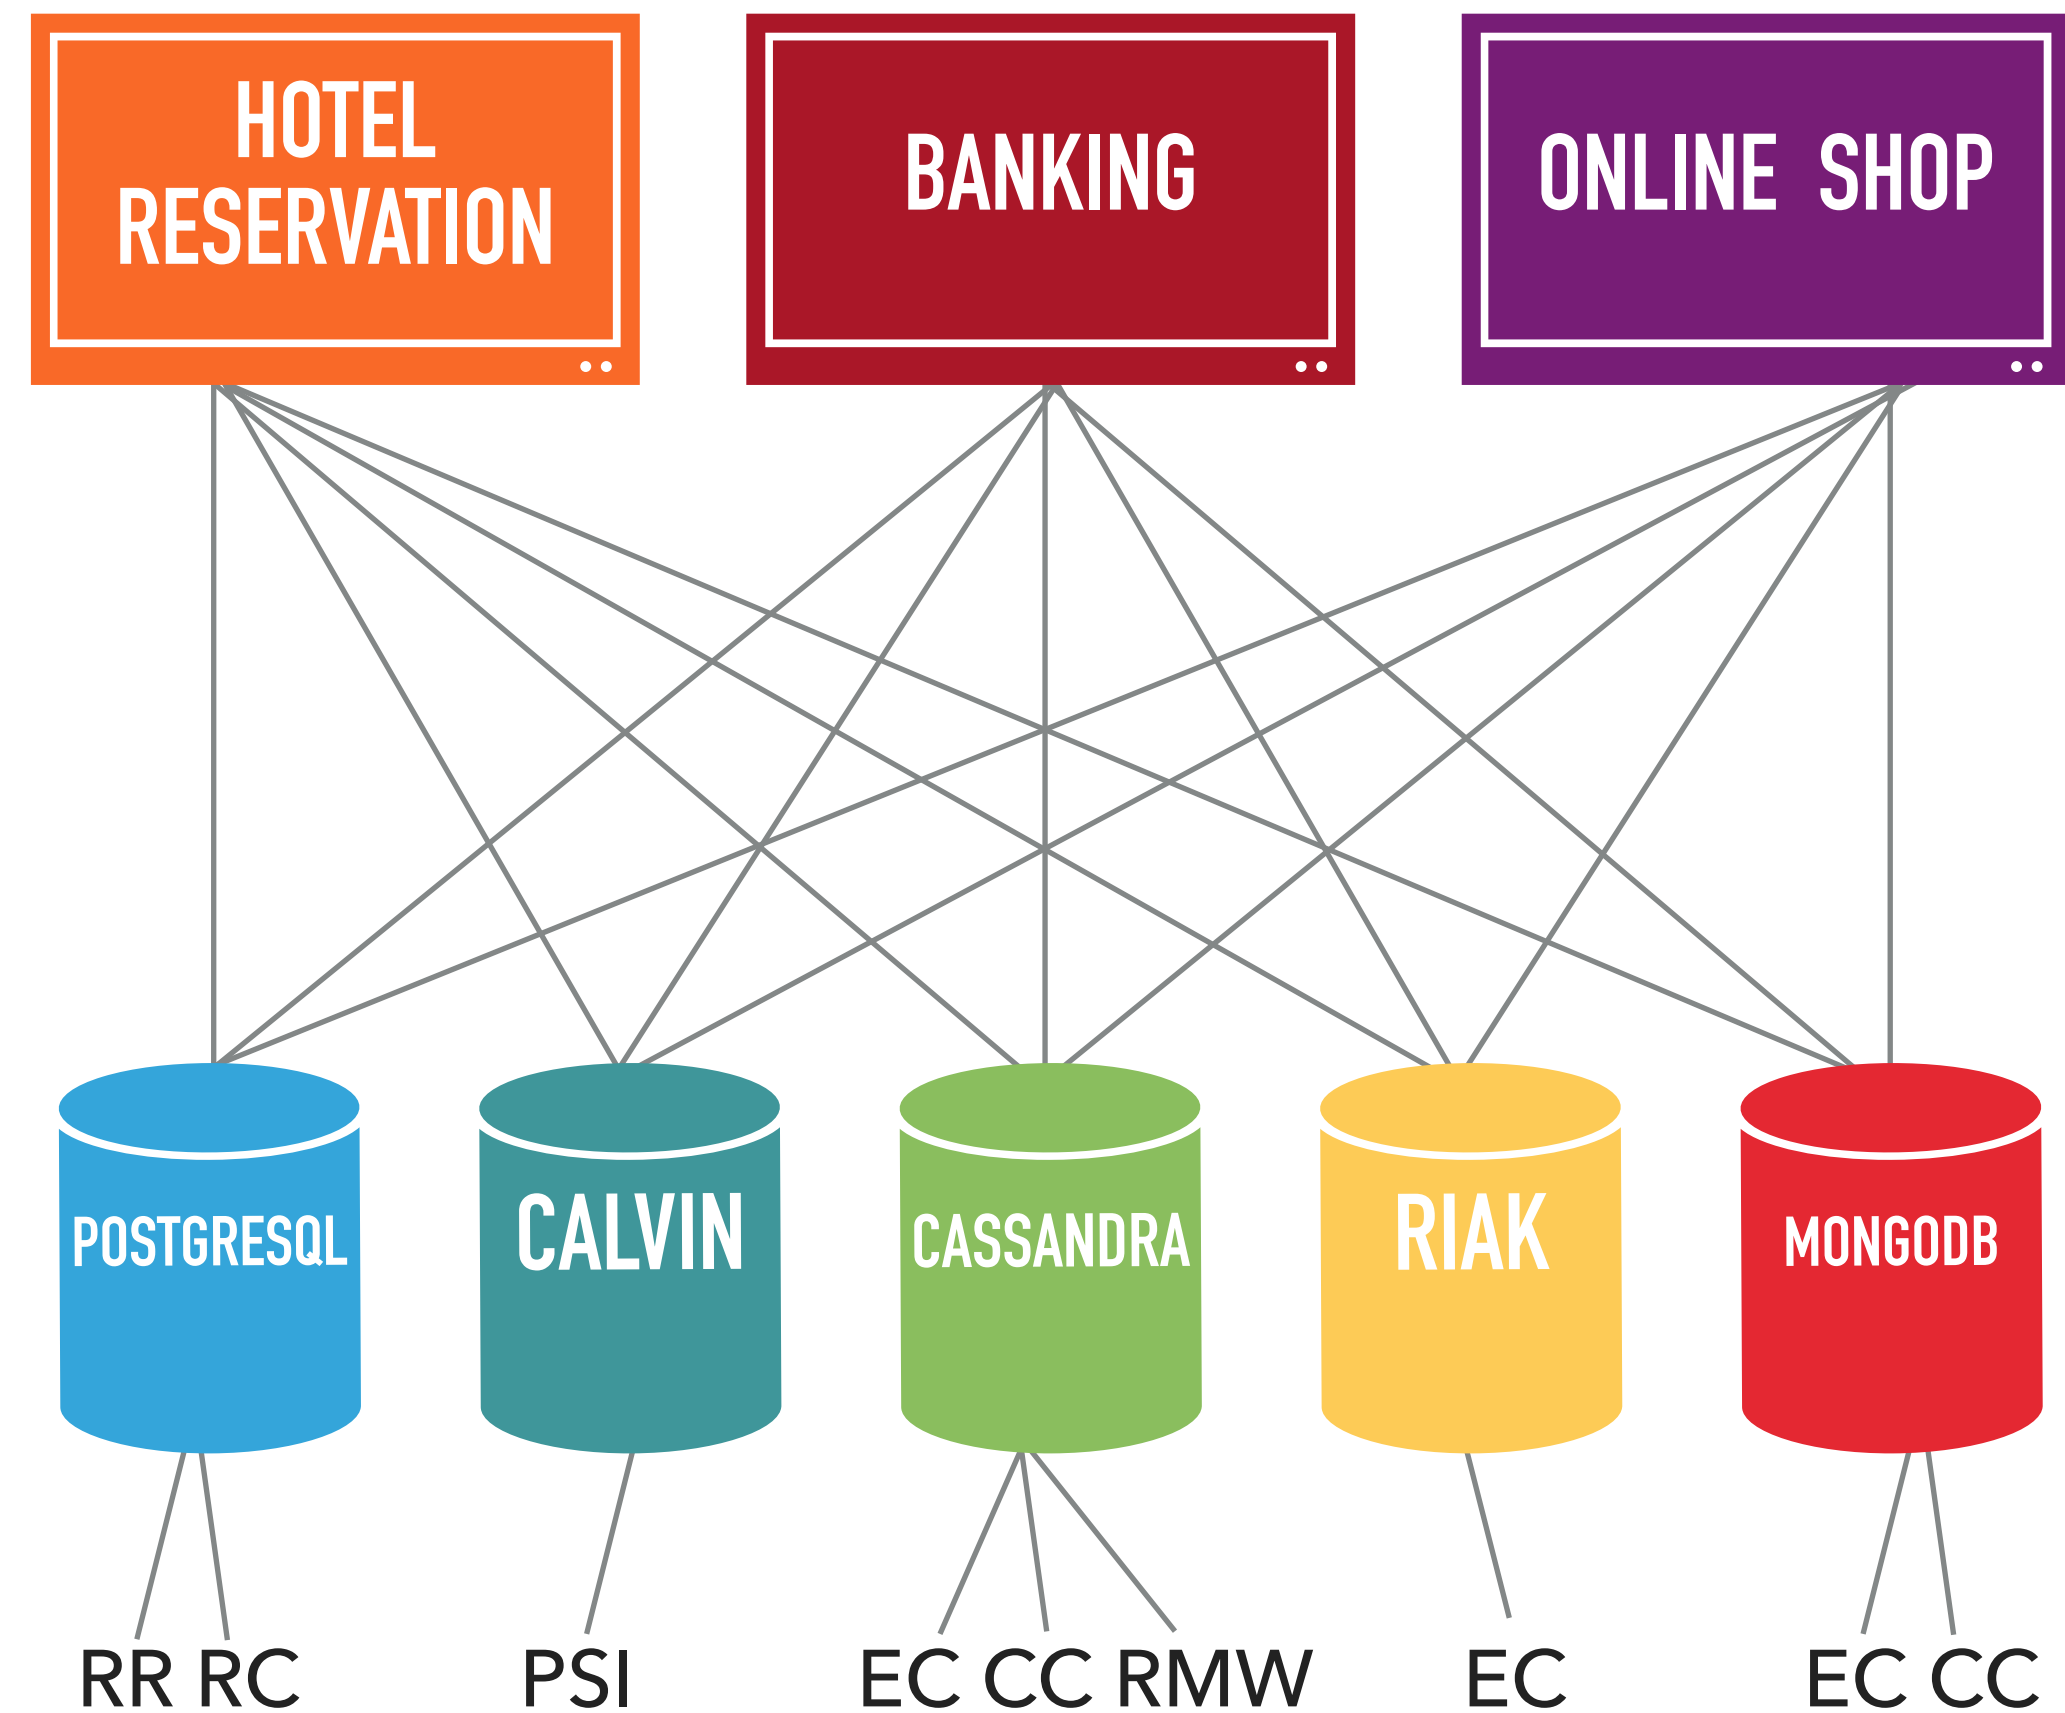 HOTEL
RESERVATION
BANKING
ONLINE SHOP
POSTGRESQL
CALVIN
CASSANDRA
RIAK
MONGODB
RR RC
PSI
EC CC RMW
EC
EC CC